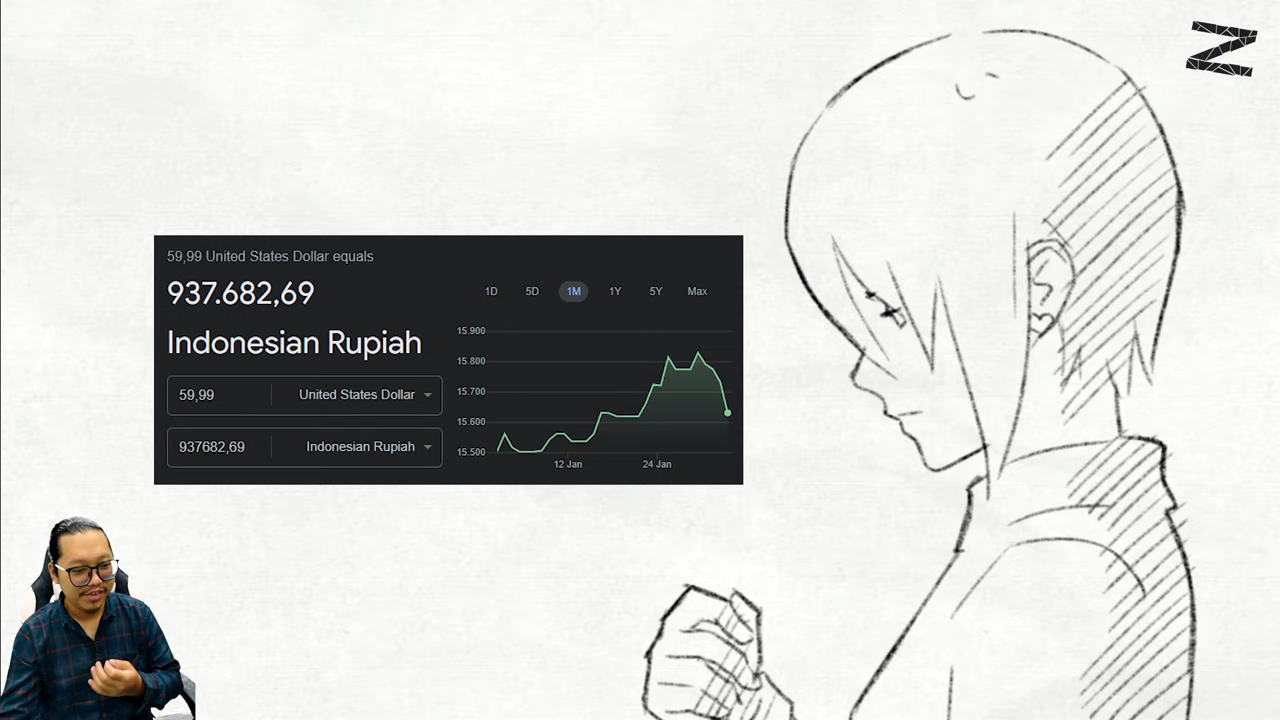 Z
59,99 United States Dollar equals
937.682,69
Indonesian Rupiah
59,99 United States Dollar
937682,69 Indonesian Rupiah
1D 5D 1M 1Y 5Y Max
15.900
15.800
15.700
15.600
15.500
12 Jan 24 Jan